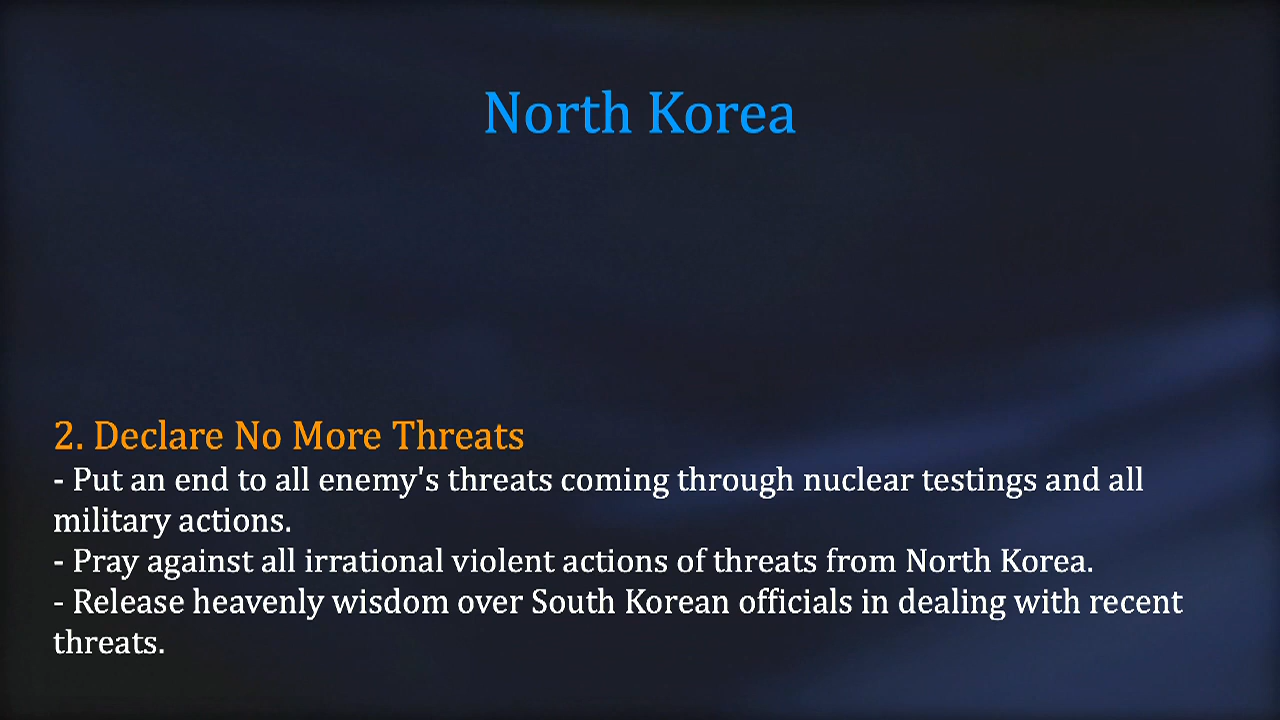 North Korea
2. Declare No More Threats
- Put an end to all enemy's threats coming through nuclear testings and all
military actions.
- Pray against all irrational violent actions of threats from North Korea.
- Release heavenly wisdom over South Korean officials in dealing with recent
threats.